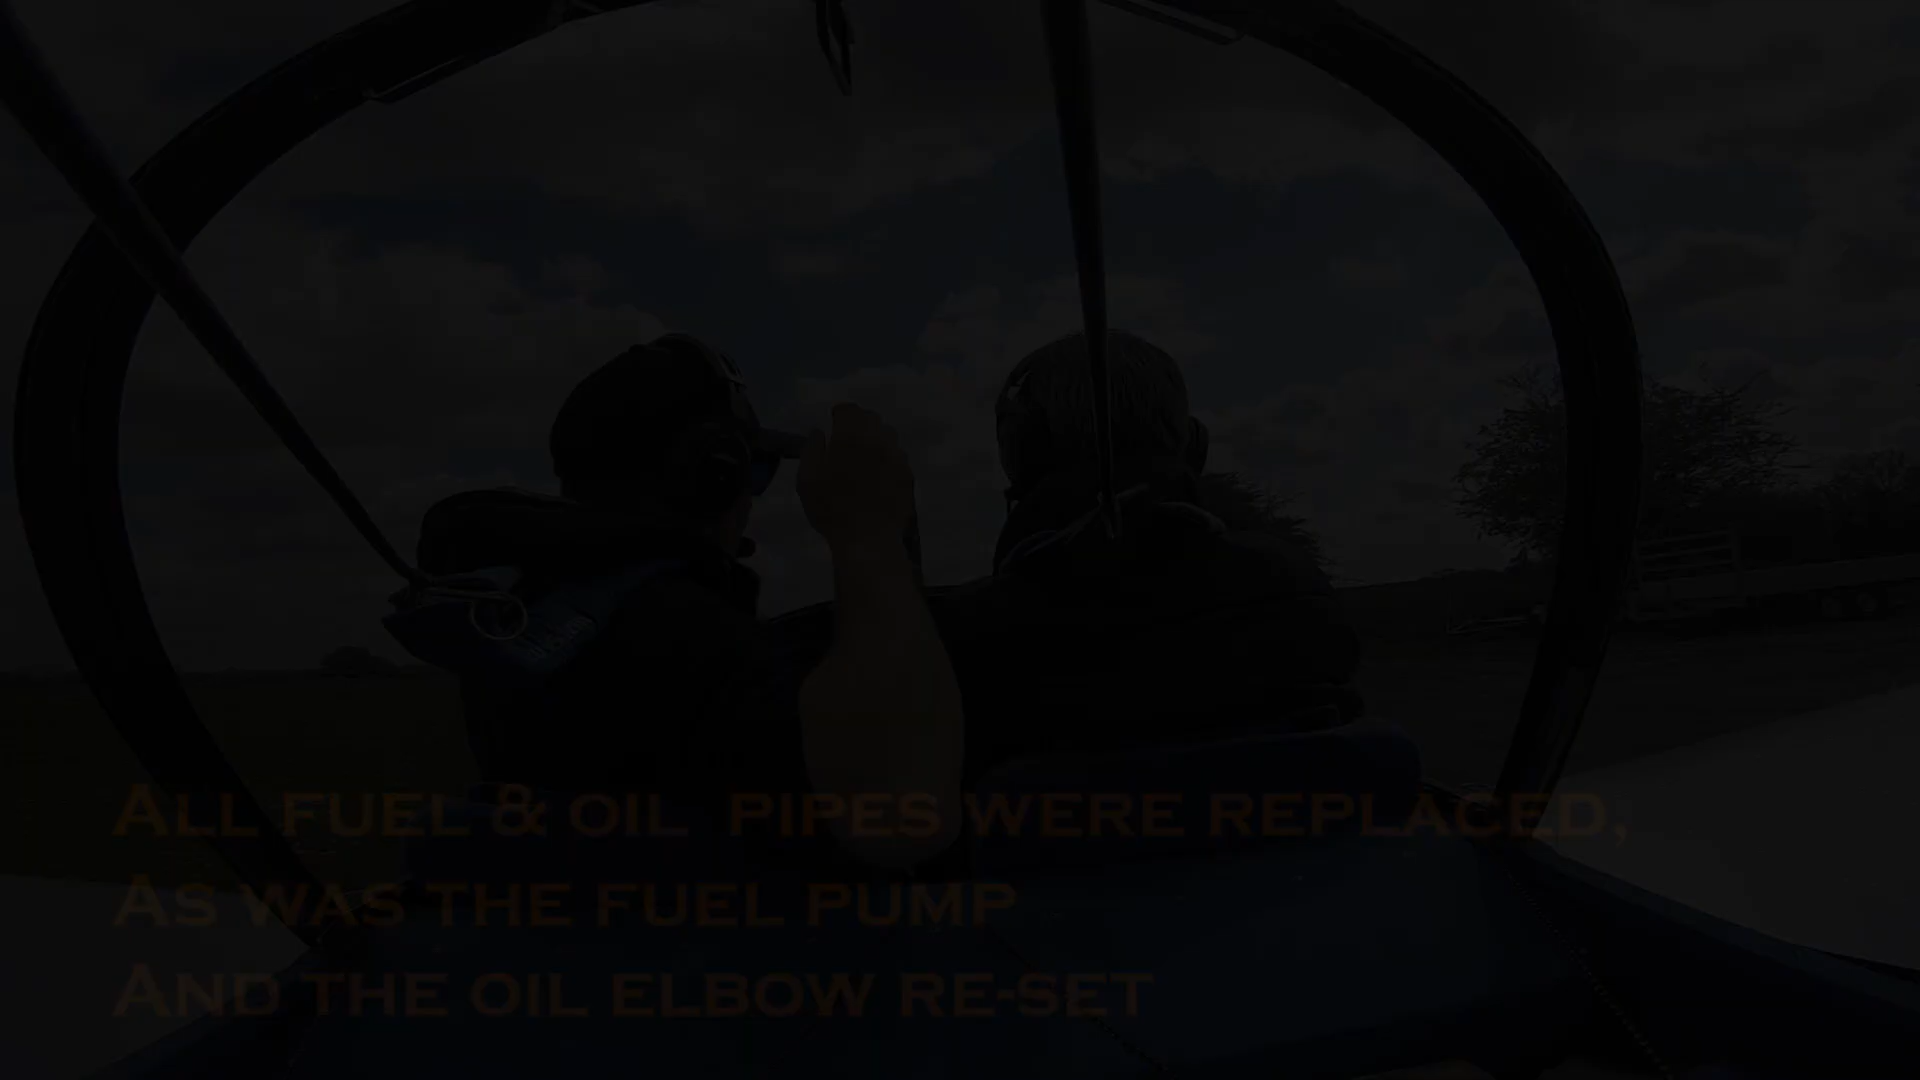 All fuel & oil pipes were replaced,
As was the fuel pump
And the oil elbow re-set